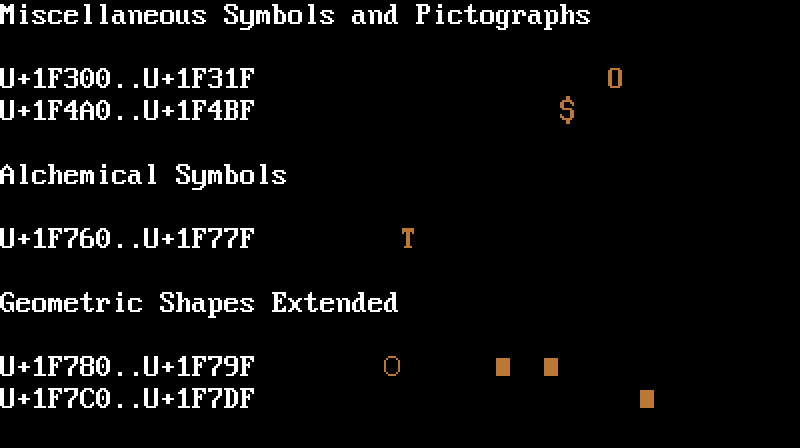 Miscellaneous Symbols and Pictographs
U+1F300..U+1F31F O
U+1F4A0..U+1F4BF $
Alchemical Symbols
U+1F760..U+1F77F T
Geometric Shapes Extended
U+1F780..U+1F79F ○ ■ ■
U+1F7C0..U+1F7DF ■